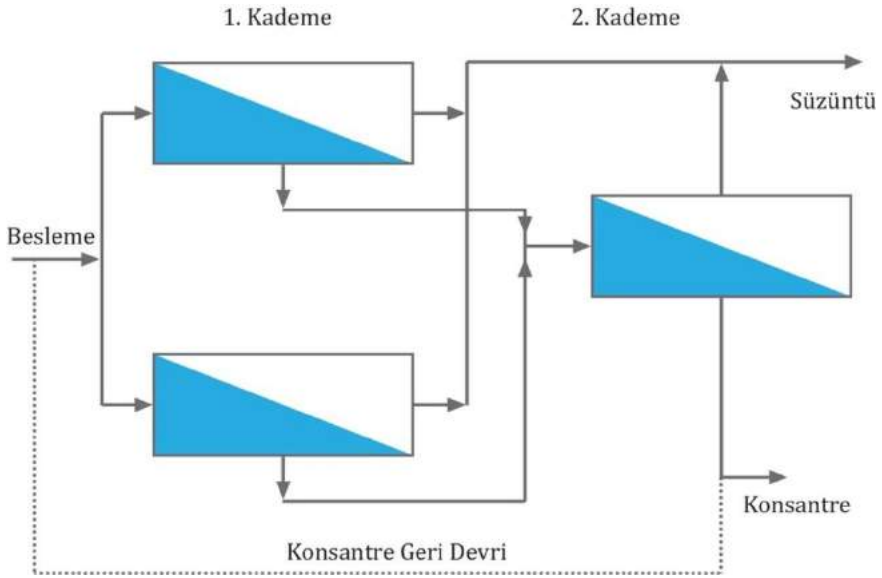 1. Kademe
2. Kademe
Süzüntü
Besleme
Konsantre
Konsantre Geri Devri